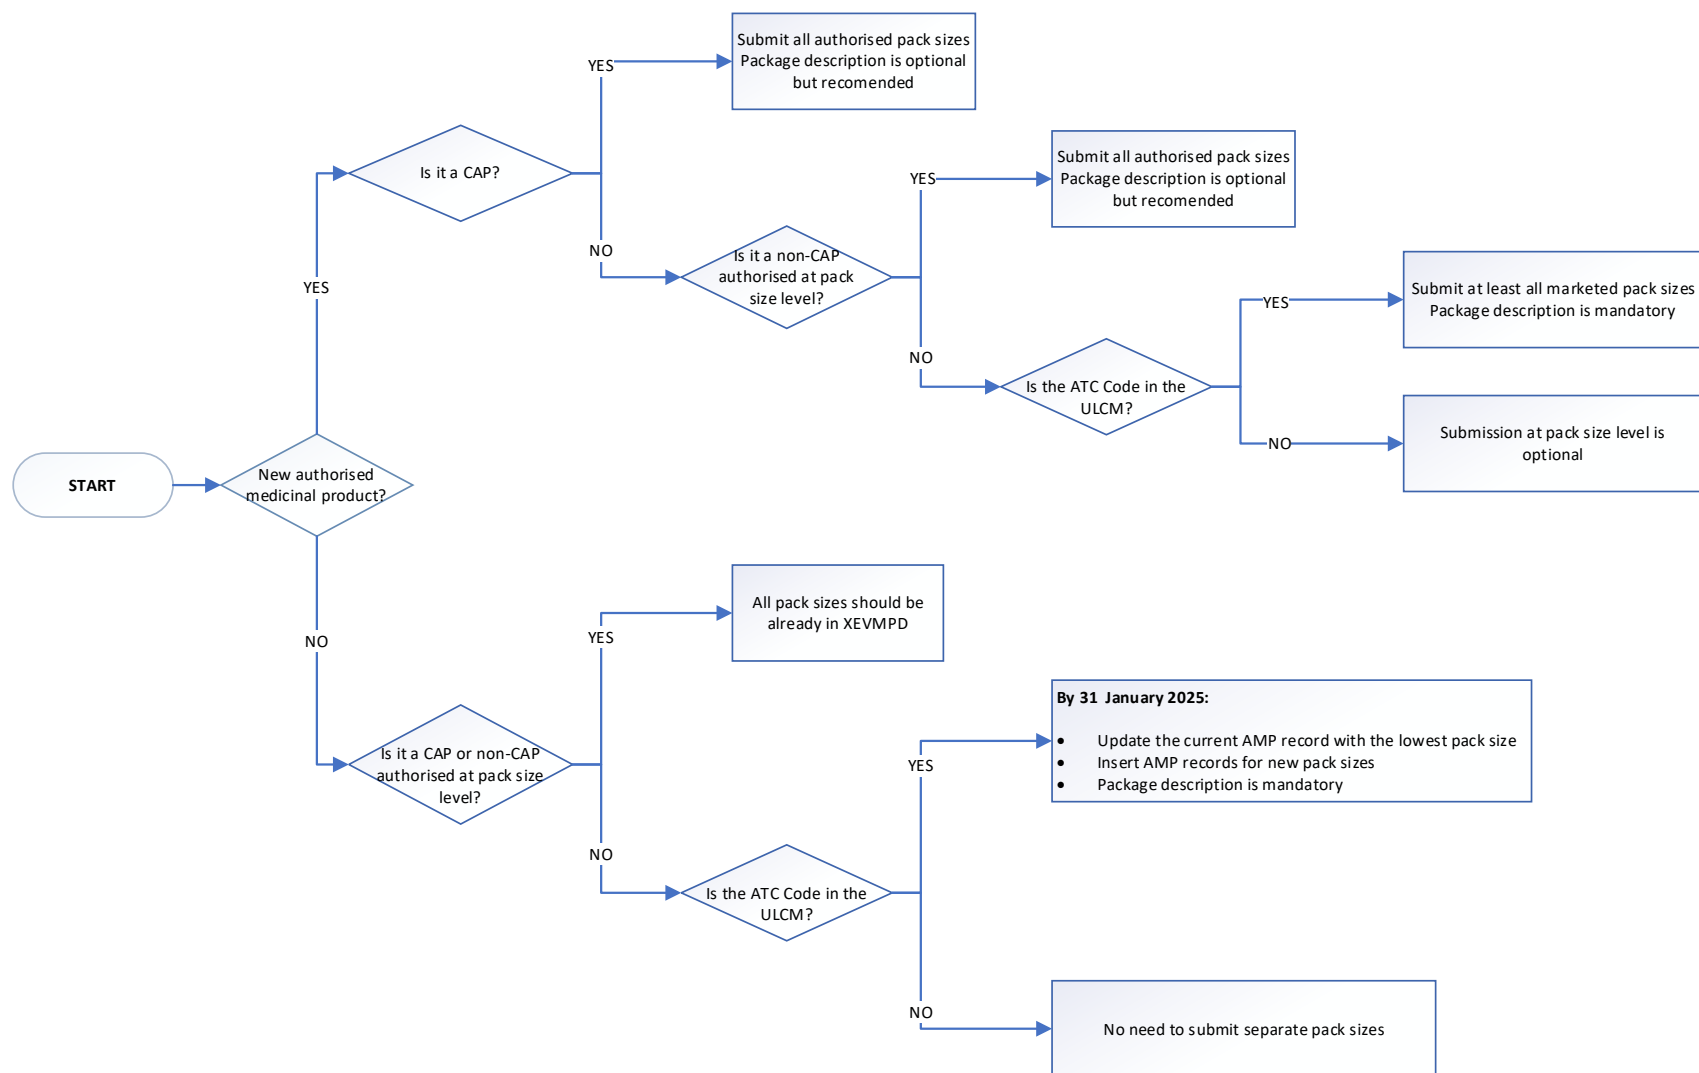 START
New authorised
medicinal product?
YES
Is it a CAP?
YES
Submit all authorised pack sizes
Package description is optional
but recomended
NO
Is it a non-CAP
authorised at pack
size level?
YES
Submit all authorised pack sizes
Package description is optional
but recomended
NO
Is the ATC Code in the
ULCM?
YES
Submit at least all marketed pack sizes
Package description is mandatory
NO
Submission at pack size level is
optional
NO
Is it a CAP or non-CAP
authorised at pack size
level?
YES
All pack sizes should be
already in XEVMPD
NO
Is the ATC Code in the
ULCM?
YES
By 31 January 2025:
• Update the current AMP record with the lowest pack size
• Insert AMP records for new pack sizes
• Package description is mandatory
NO
No need to submit separate pack sizes